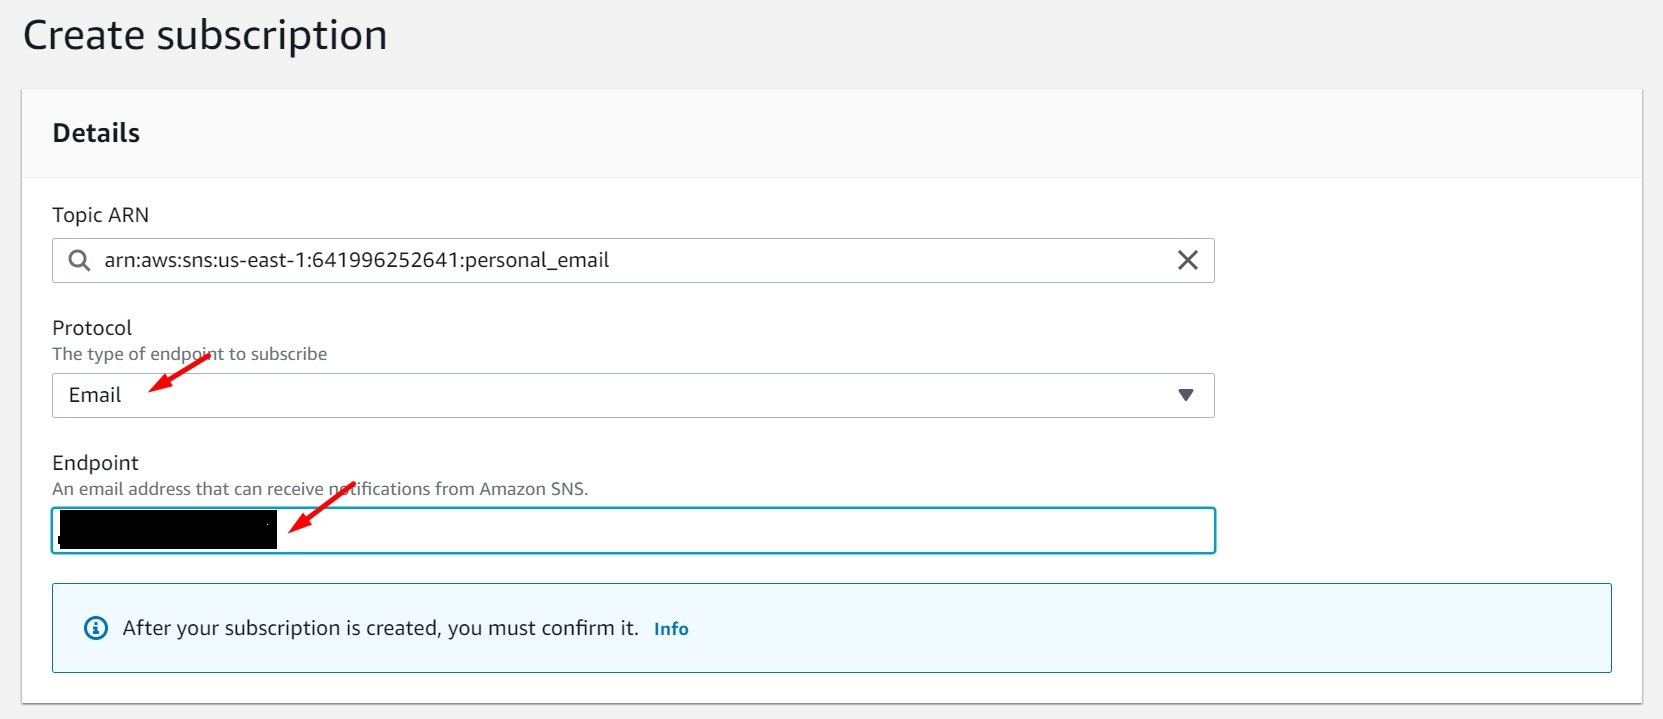 Create subscription
Details
Topic ARN
arn:aws:sns:us-east-1:641996252641:personal_email
Protocol
The type of endpoint to subscribe
Email
Endpoint
An email address that can receive notifications from Amazon SNS.
After your subscription is created, you must confirm it. Info